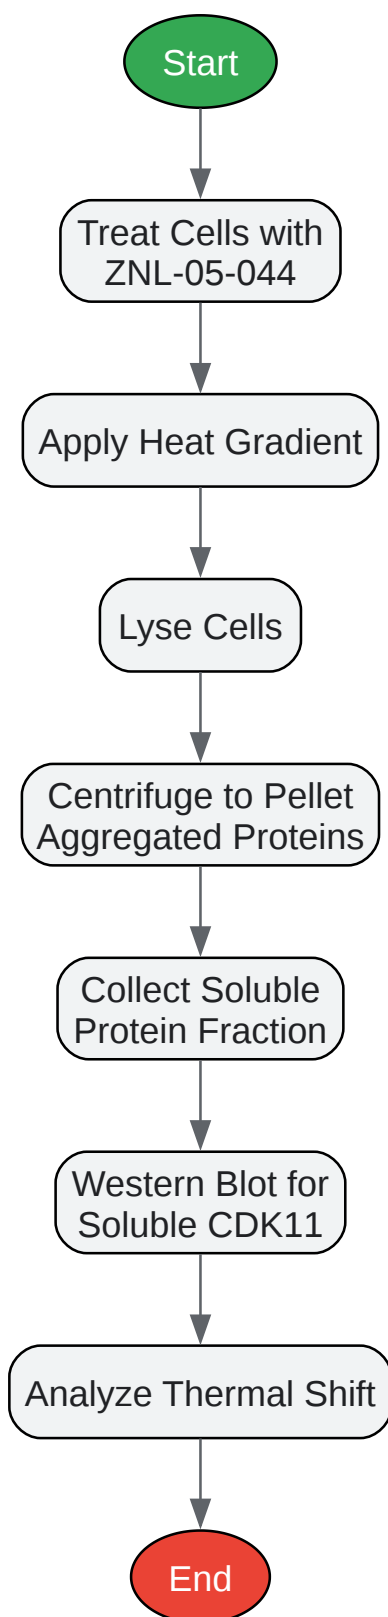 Start
Treat Cells with
ZNL-05-044
Apply Heat Gradient
Lyse Cells
Centrifuge to Pellet
Aggregated Proteins
Collect Soluble
Protein Fraction
Western Blot for
Soluble CDK11
Analyze Thermal Shift
End